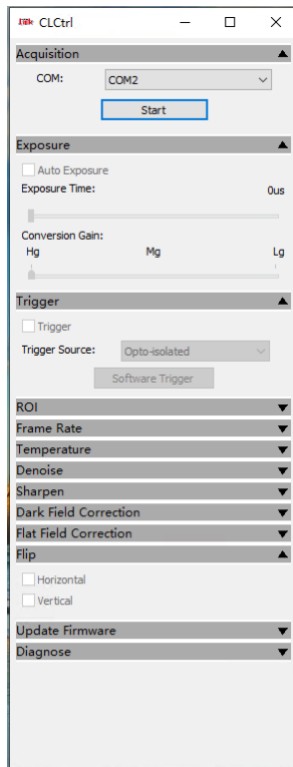 CLCtrl
Acquisition
COM: COM2
Start
Exposure
Auto Exposure
Exposure Time: 0us
Conversion Gain:
Hg Mg Lg
Trigger
Trigger
Trigger Source: Opto-isolated
Software Trigger
ROI
Frame Rate
Temperature
Denoise
Sharpen
Dark Field Correction
Flat Field Correction
Flip
Horizontal
Vertical
Update Firmware
Diagnose